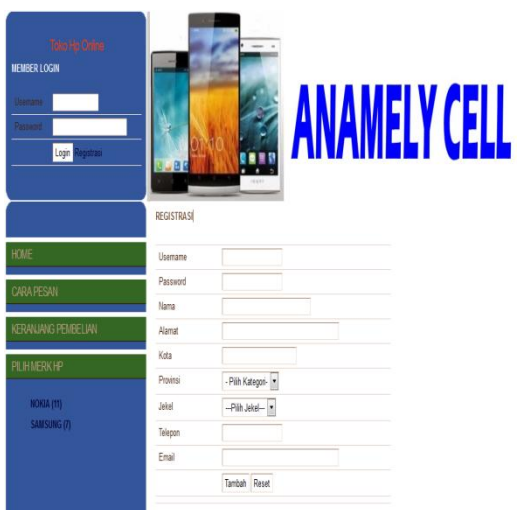 Toko Hp Online
MEMBER LOGIN
Username
Password
Login Registrasi
ANAMELY CELL
HOME
CARA PESAN
KERANJANG PEMBELIAN
PILIH MERK HP
NOKIA (11)
SAMSUNG (7)
REGISTRASI
Username
Password
Nama
Alamat
Kota
Provinsi - Pilih Kategori-
Jekel ---Pilih Jekel---
Telepon
Email
Tambah Reset